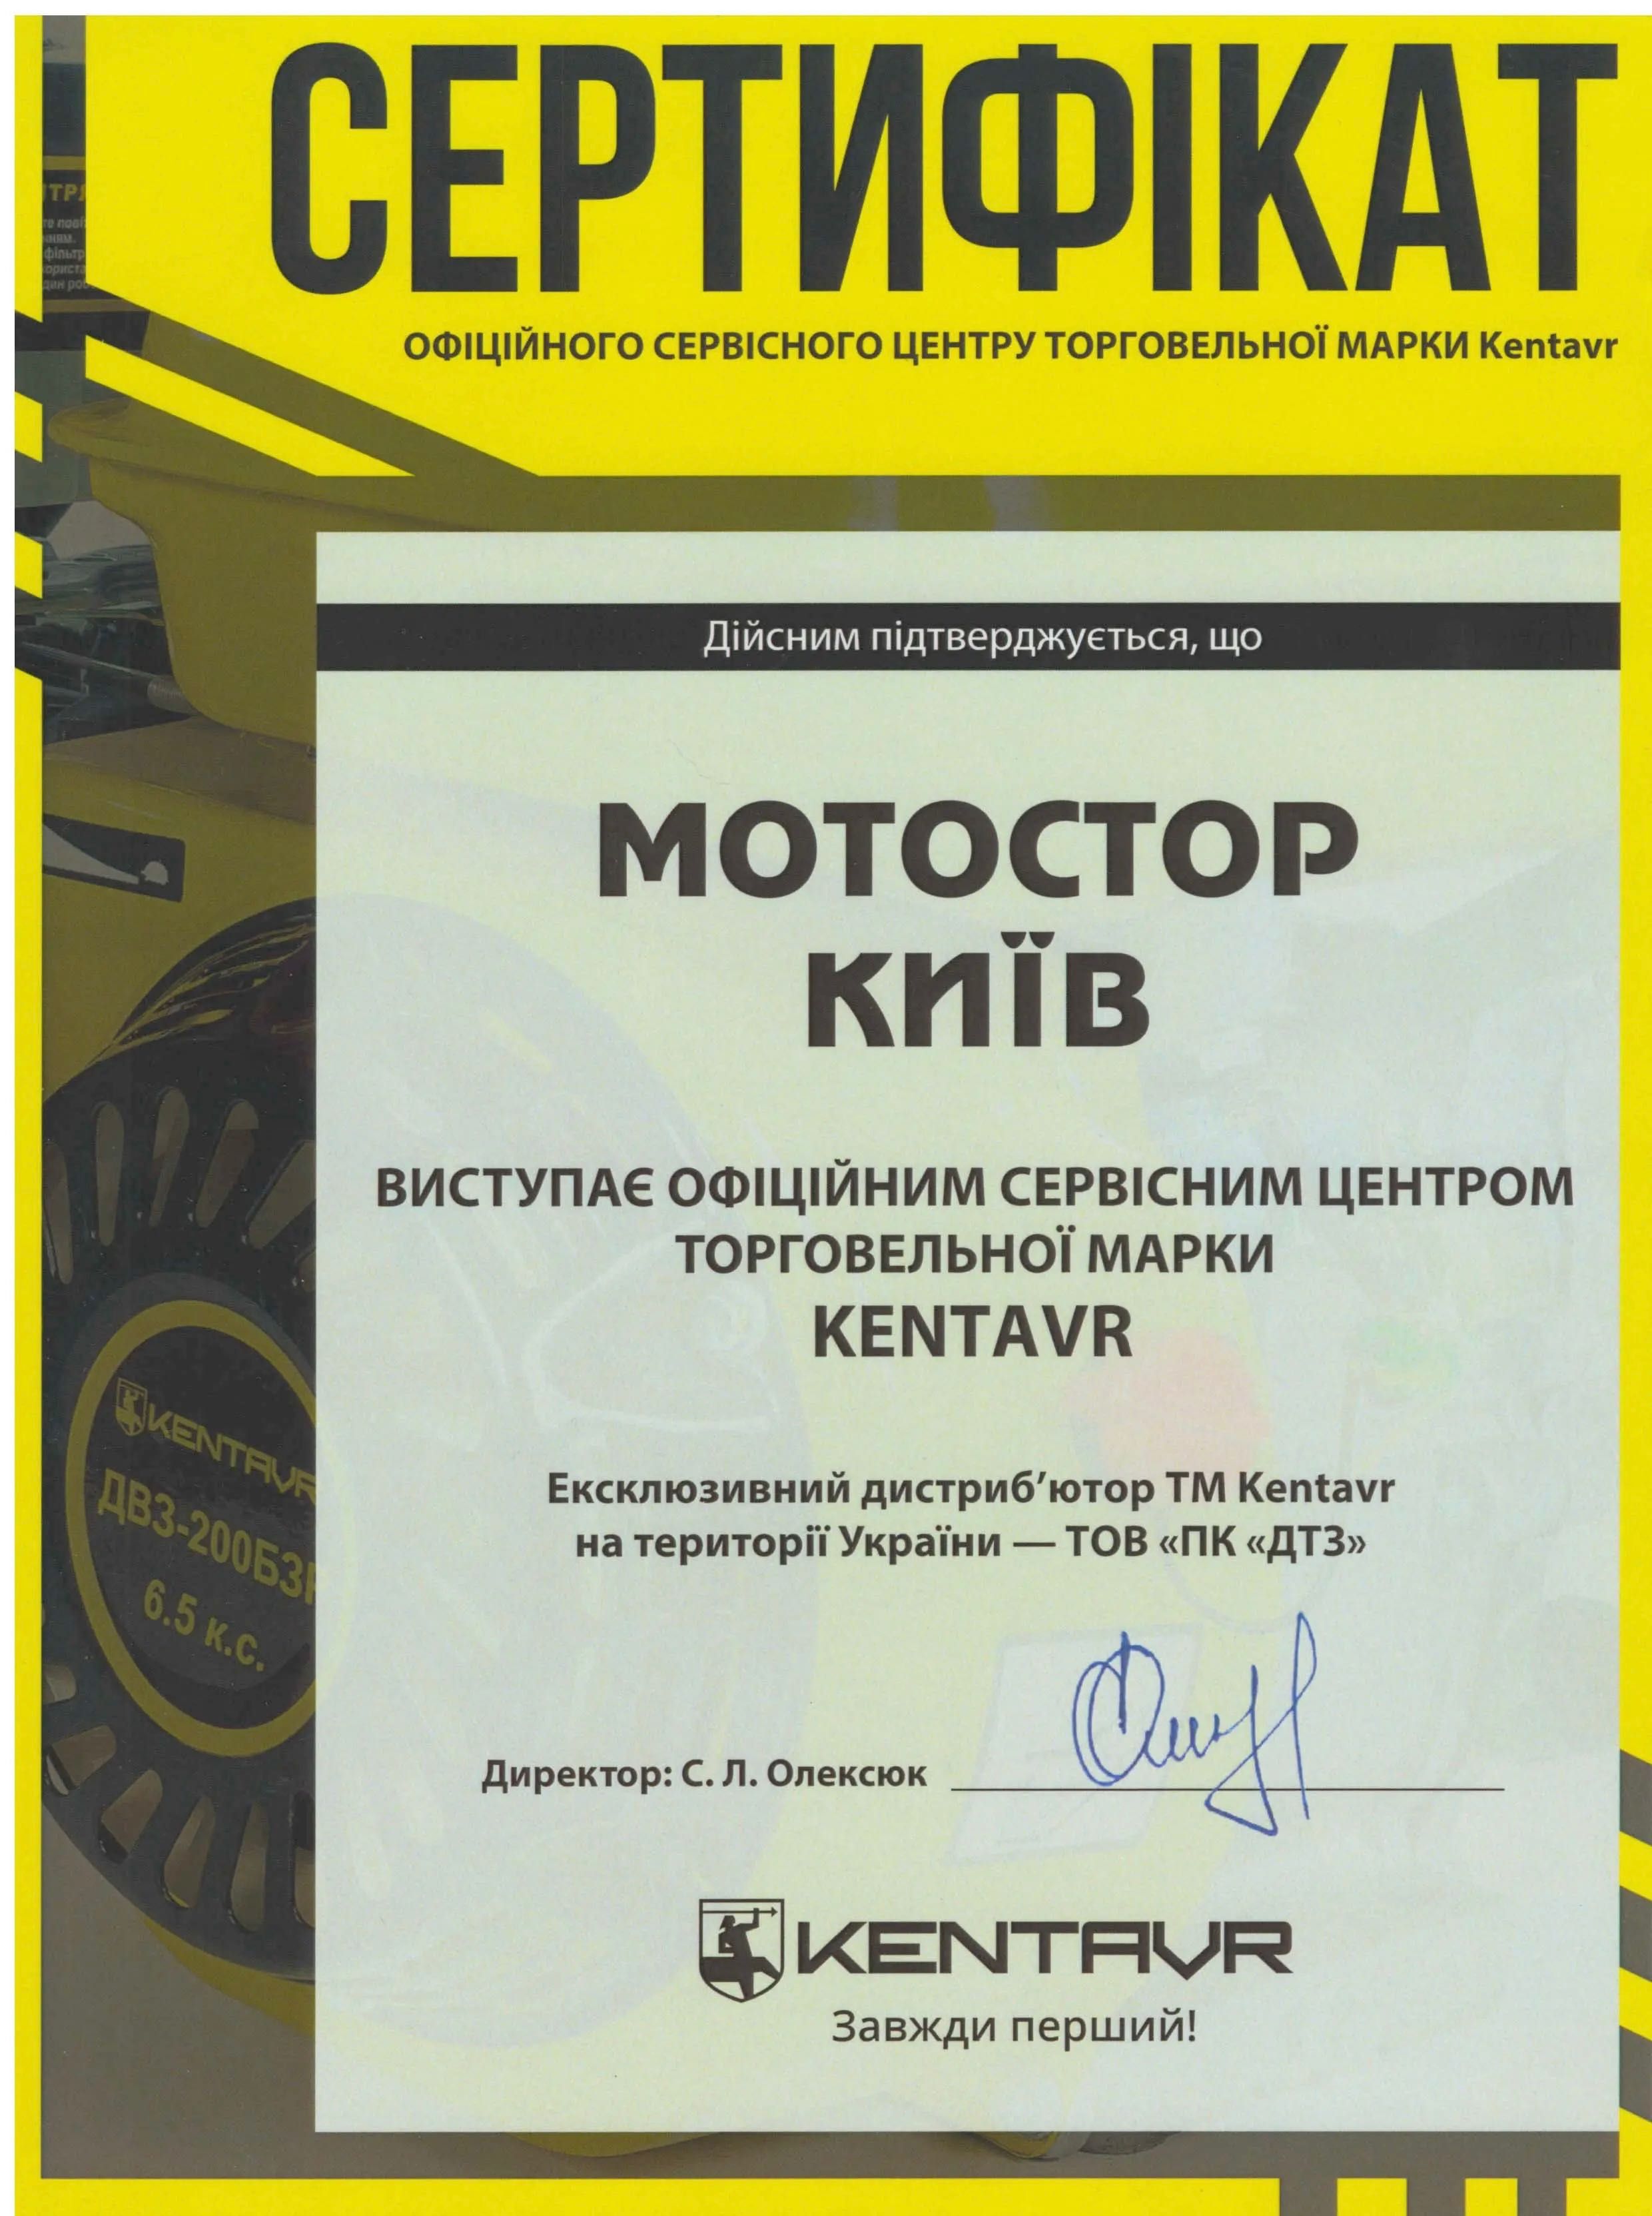 СЕРТИФІКАТ
ОФІЦІЙНОГО СЕРВІСНОГО ЦЕНТРУ ТОРГОВЕЛЬНОЇ МАРКИ Kentavr
Дійсним підтверджується, що
МОТОСТОР
КИЇВ
ВИСТУПАЄ ОФІЦІЙНИМ СЕРВІСНИМ ЦЕНТРОМ
ТОРГОВЕЛЬНОЇ МАРКИ
KENTAVR
Ексклюзивний дистриб’ютор ТМ Kentavr
на території України — ТОВ «ПК «ДТЗ»
Директор: С. Л. Олексюк
KENTAVR
Завжди перший!
KENTAVR
ДВЗ-200БЗ
6.5 к.с.